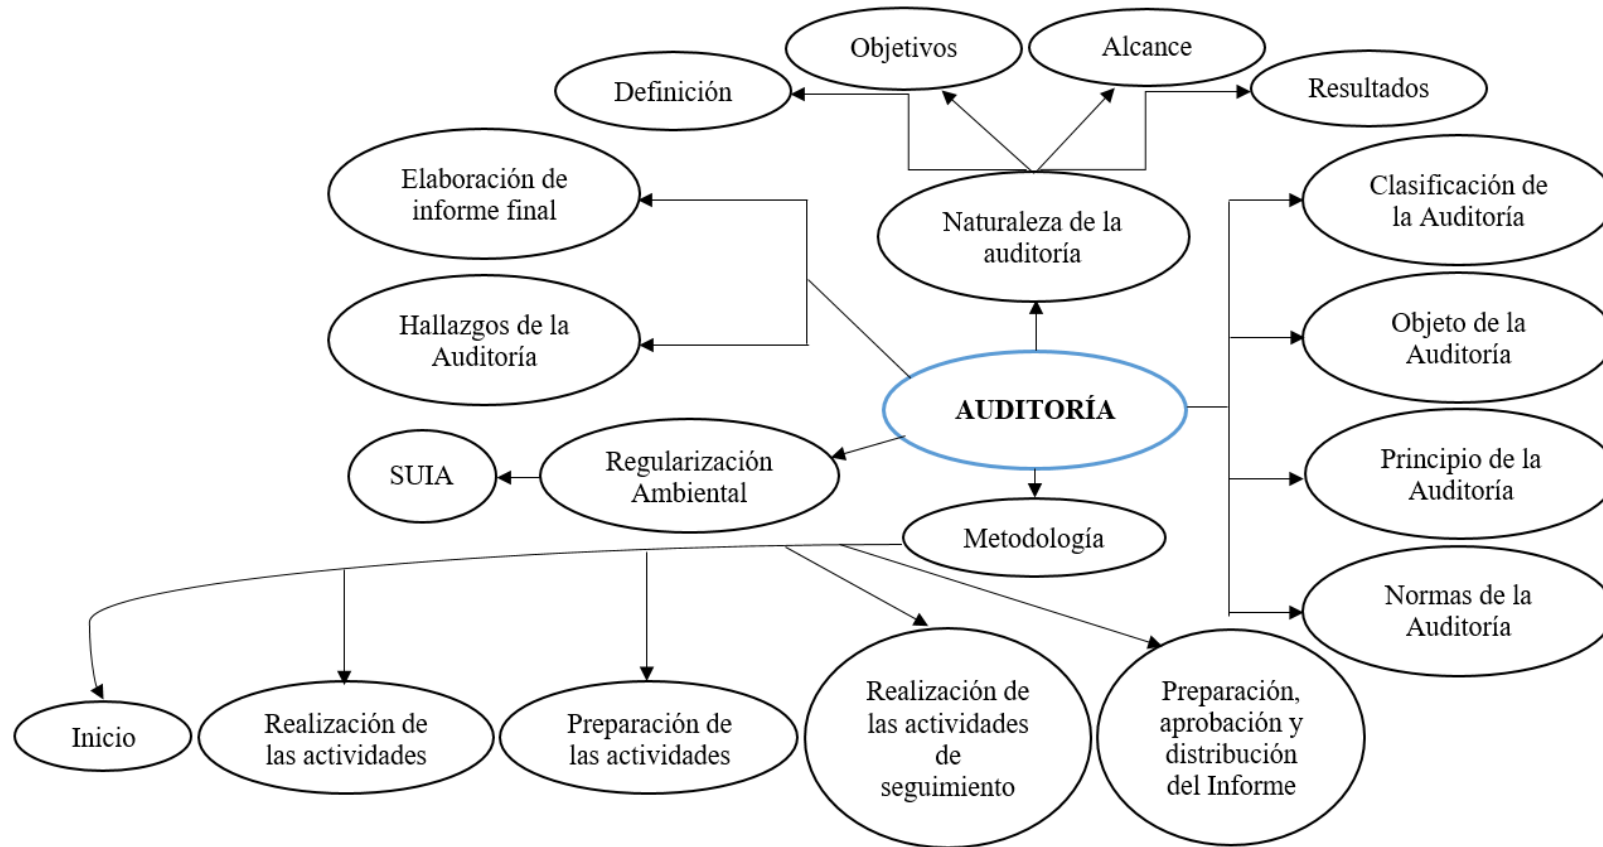 Objetivos
Alcance
Definición
Resultados
Elaboración de
informe final
Naturaleza de la
auditoría
Clasificación de
la Auditoría
Hallazgos de la
Auditoría
Objeto de la
Auditoría
AUDITORÍA
SUIA
Regularización
Ambiental
Principio de la
Auditoría
Metodología
Normas de la
Auditoría
Inicio
Realización de
las actividades
Preparación de
las actividades
Realización de
las actividades
de
seguimiento
Preparación,
aprobación y
distribución
del Informe